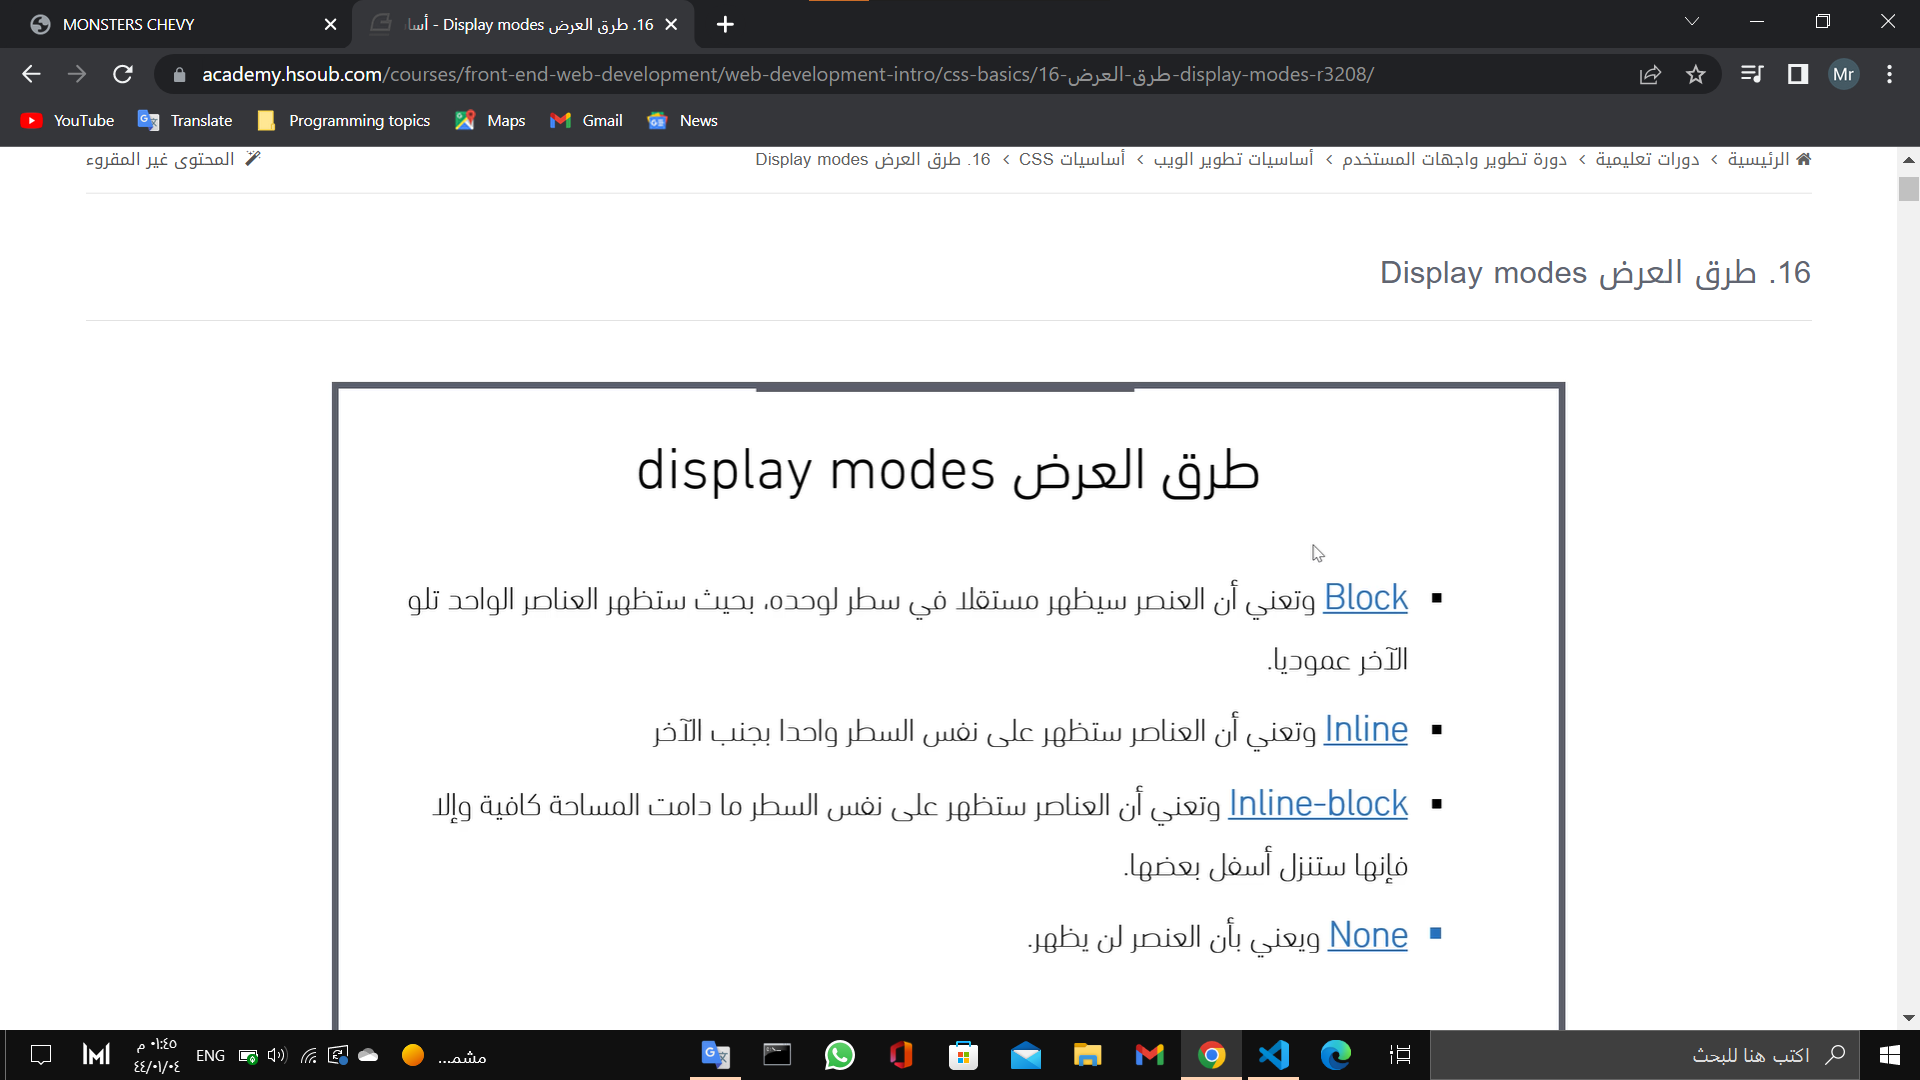 MONSTERS CHEVY
16. طرق العرض Display modes - أسا
academy.hsoub.com/courses/front-end-web-development/web-development-intro/css-basics/16-طرق-العرض-display-modes-r3208/
Mr
YouTube
Translate
Programming topics
Maps
Gmail
News
الرئيسية › دورات تعليمية › دورة تطوير واجهات المستخدم › أساسيات تطوير الويب › أساسيات CSS › 16. طرق العرض Display modes
المحتوى غير المقروء
16. طرق العرض Display modes
طرق العرض display modes
▪ Block وتعني أن العنصر سيظهر مستقلا في سطر لوحده، بحيث ستظهر العناصر الواحد تلو
الآخر عموديا.
▪ Inline وتعني أن العناصر ستظهر على نفس السطر واحدا بجنب الآخر
▪ Inline-block وتعني أن العناصر ستظهر على نفس السطر ما دامت المساحة كافية وإلا
فإنها ستنزل أسفل بعضها.
▪ None ويعني بأن العنصر لن يظهر.
٠١:٤٥ م
٤٤/٠١/٠٤
ENG
مشمـ...
اكتب هنا للبحث